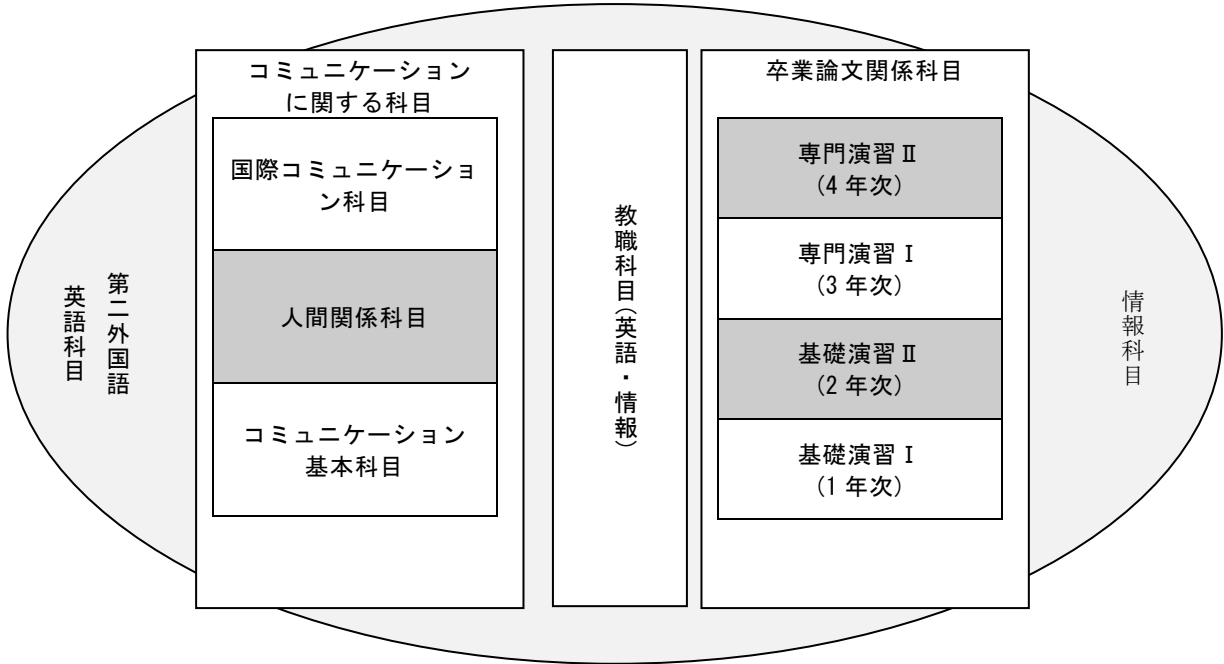 コミュニケーション
に関する科目
国際コミュニケーショ
ン科目
人間関係科目
コミュニケーション
基本科目
教職科目(英語・情報)
卒業論文関係科目
専門演習Ⅱ
(4 年次)
専門演習Ⅰ
(3 年次)
基礎演習Ⅱ
(2 年次)
基礎演習Ⅰ
(1 年次)
第二外国語
英語科目
情報科目